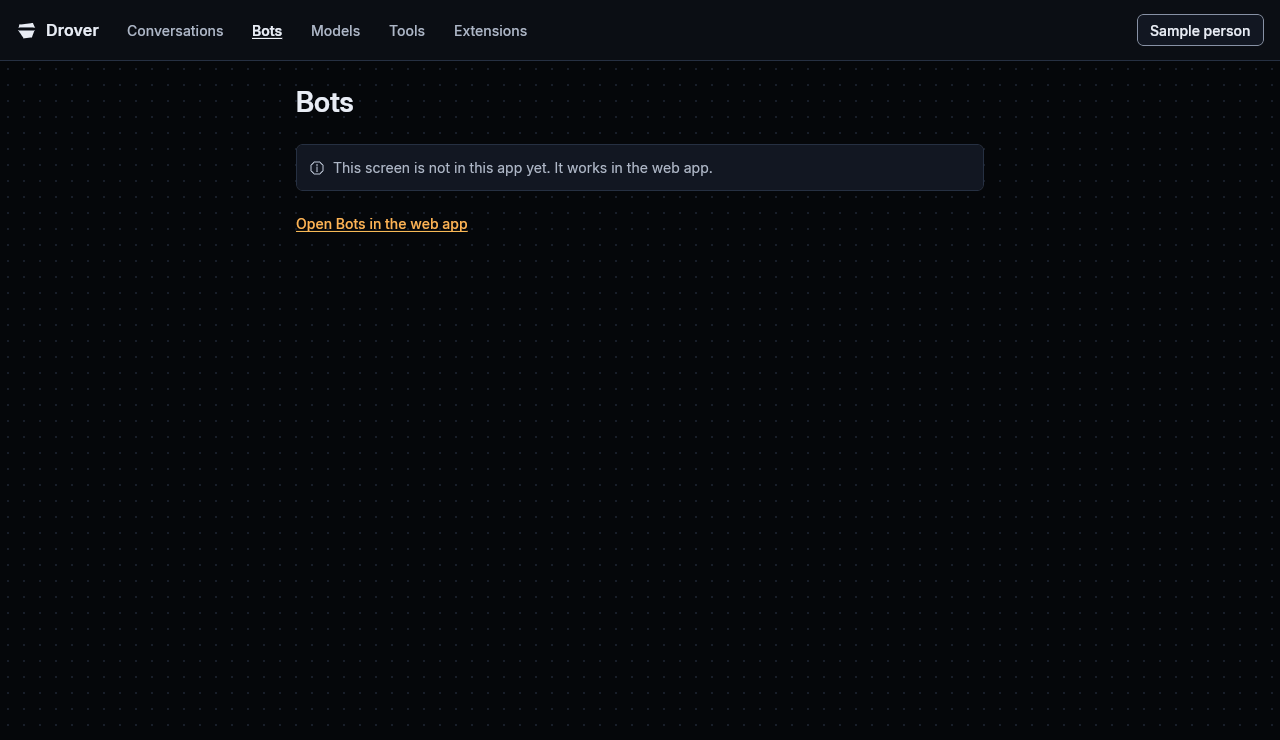 Drover
Conversations
Bots
Models
Tools
Extensions
Sample person
Bots
This screen is not in this app yet. It works in the web app.
Open Bots in the web app